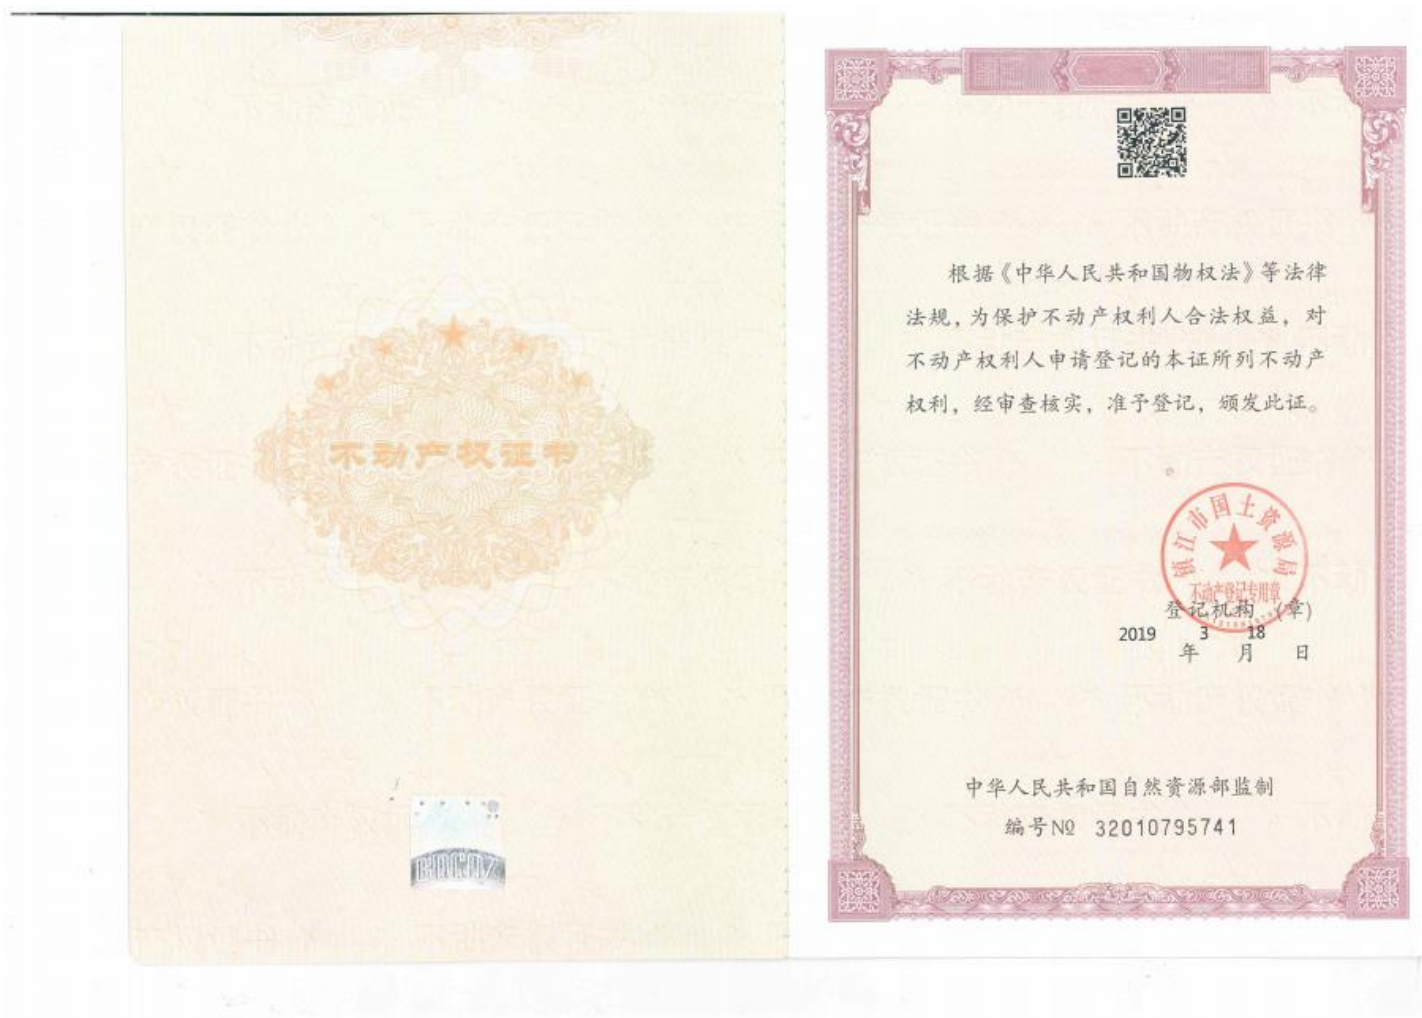 不动产权证书
根据《中华人民共和国物权法》等法律
法规，为保护不动产权利人合法权益，对
不动产权利人申请登记的本证所列不动产
权利，经审查核实，准予登记，颁发此证。
镇江市国土资源局
不动产登记专用章
登记机构（章）
2019 3 18
年 月 日
中华人民共和国自然资源部监制
编号№ 32010795741